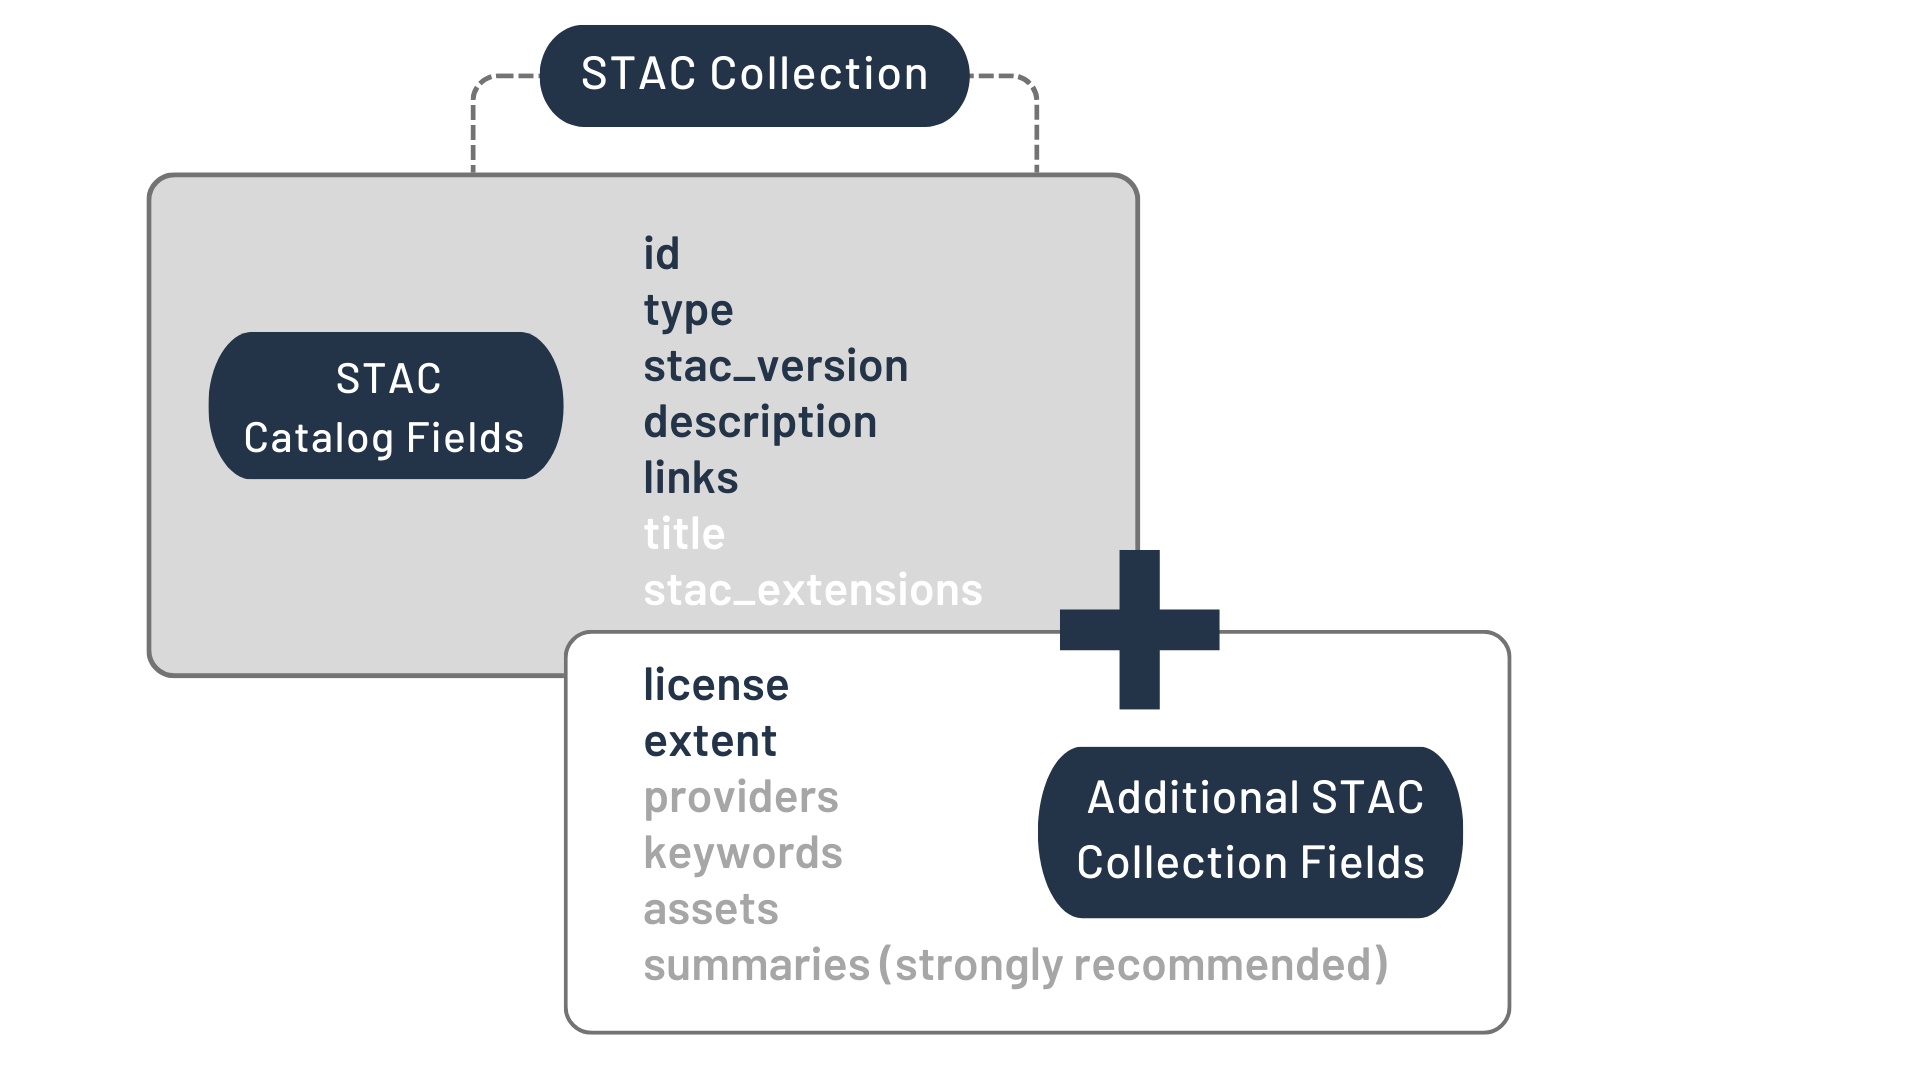 STAC Collection
STAC
Catalog Fields
id
type
stac_version
description
links
title
stac_extensions
license
extent
providers
keywords
assets
summaries (strongly recommended)
Additional STAC
Collection Fields